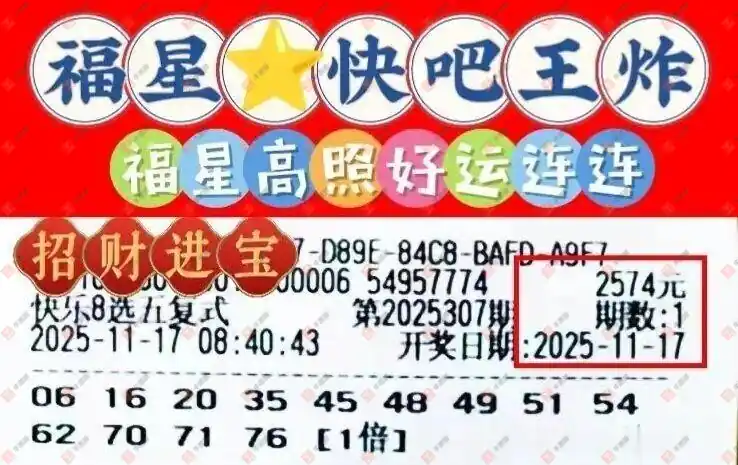 福星快吧王炸
福星高照好运连连
招财进宝
7-D89E-84C8-BAFD-A9F7
00006 54957774 2574元
快乐8选五复式 第2025307期 期数:1
2025-11-17 08:40:43 开奖日期:2025-11-17
06 16 20 35 45 48 49 51 54
62 70 71 76 [1倍]